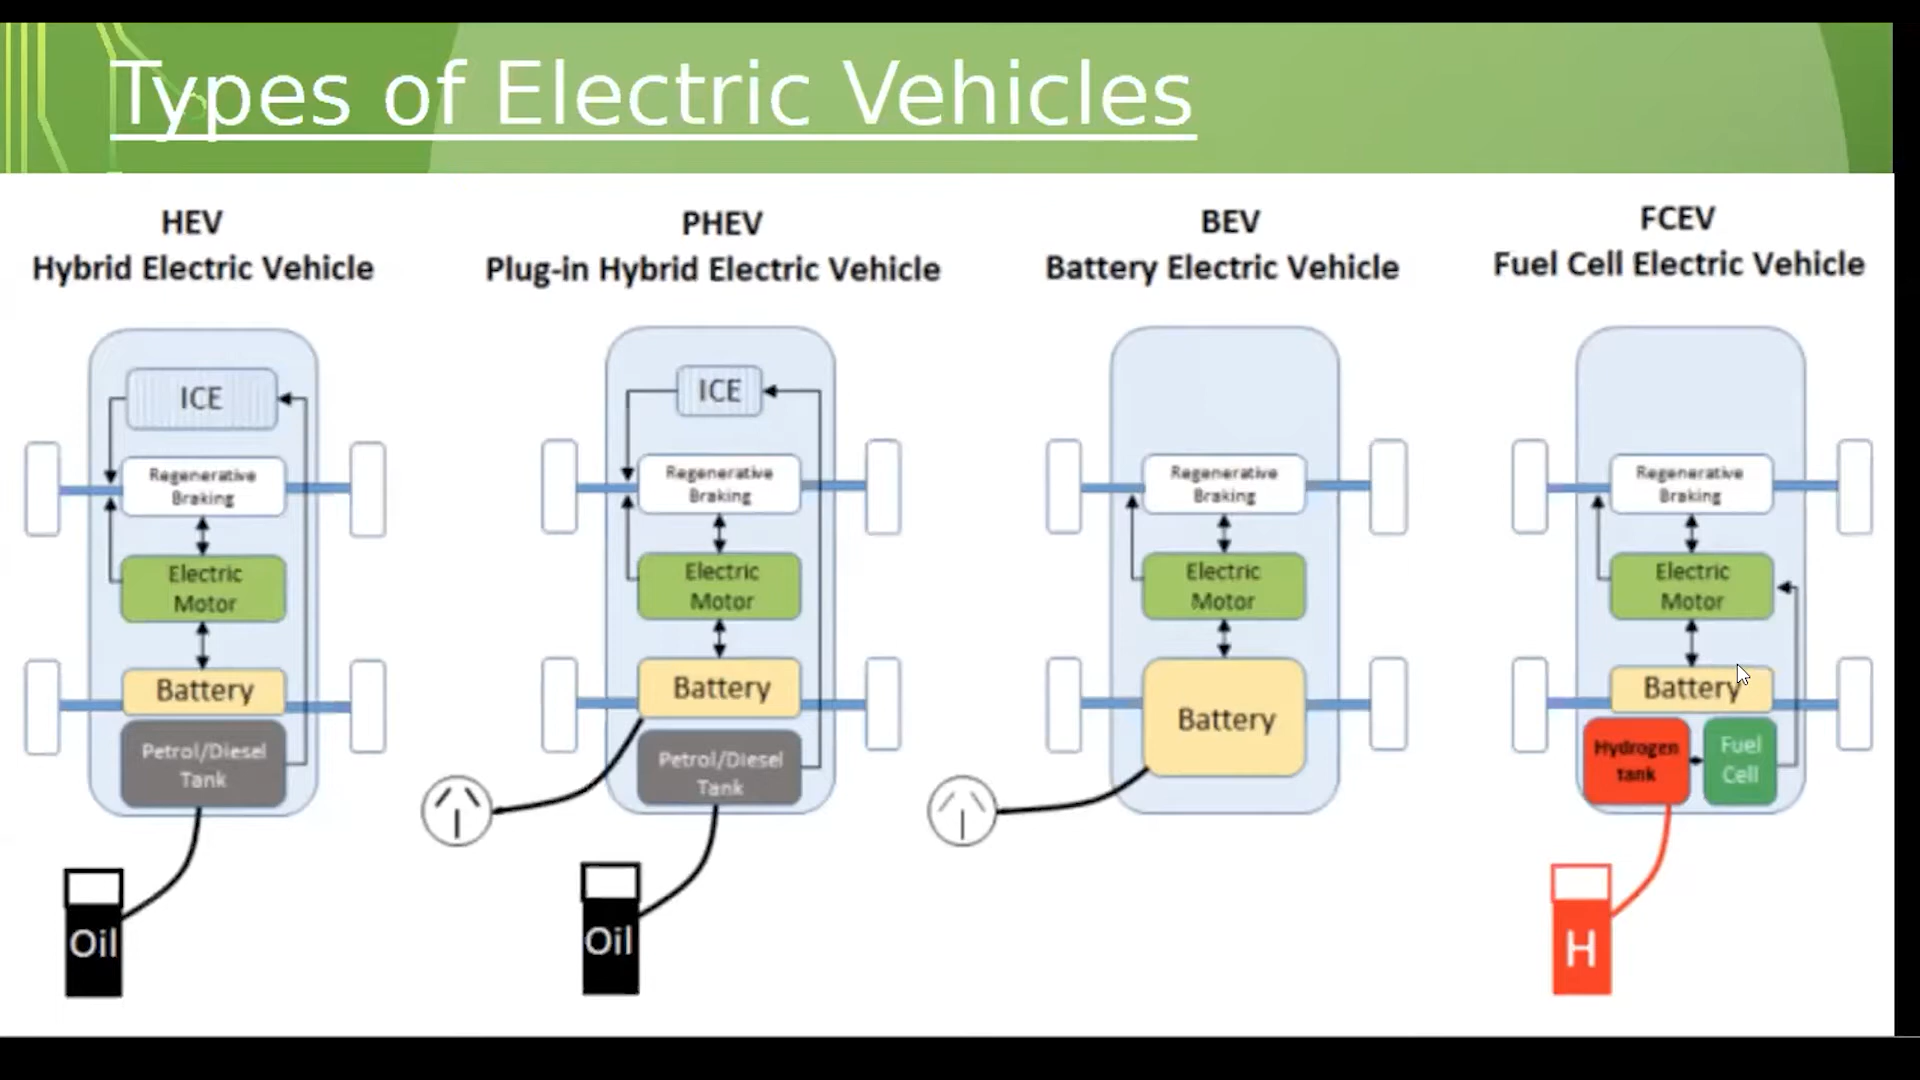 Types of Electric Vehicles
HEV
Hybrid Electric Vehicle
ICE
Regenerative
Braking
Electric
Motor
Battery
Petrol/Diesel
Tank
Oil
PHEV
Plug-in Hybrid Electric Vehicle
ICE
Regenerative
Braking
Electric
Motor
Battery
Petrol/Diesel
Tank
Oil
BEV
Battery Electric Vehicle
Regenerative
Braking
Electric
Motor
Battery
FCEV
Fuel Cell Electric Vehicle
Regenerative
Braking
Electric
Motor
Battery
Hydrogen
tank
Fuel
Cell
H